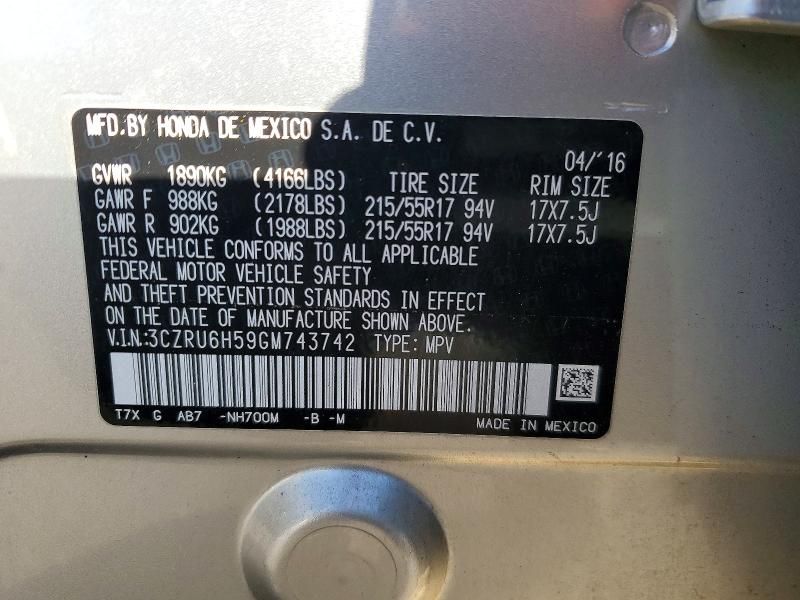 MFD.BY HONDA DE MEXICO S.A. DE C.V.
04/'16
GVWR 1890KG (4166LBS) TIRE SIZE RIM SIZE
GAWR F 988KG (2178LBS) 215/55R17 94V 17X7.5J
GAWR R 902KG (1988LBS) 215/55R17 94V 17X7.5J
THIS VEHICLE CONFORMS TO ALL APPLICABLE
FEDERAL MOTOR VEHICLE SAFETY
AND THEFT PREVENTION STANDARDS IN EFFECT
ON THE DATE OF MANUFACTURE SHOWN ABOVE.
V.I.N:3CZRU6H59GM743742 TYPE: MPV
T7X G AB7 -NH700M -B -M
MADE IN MEXICO